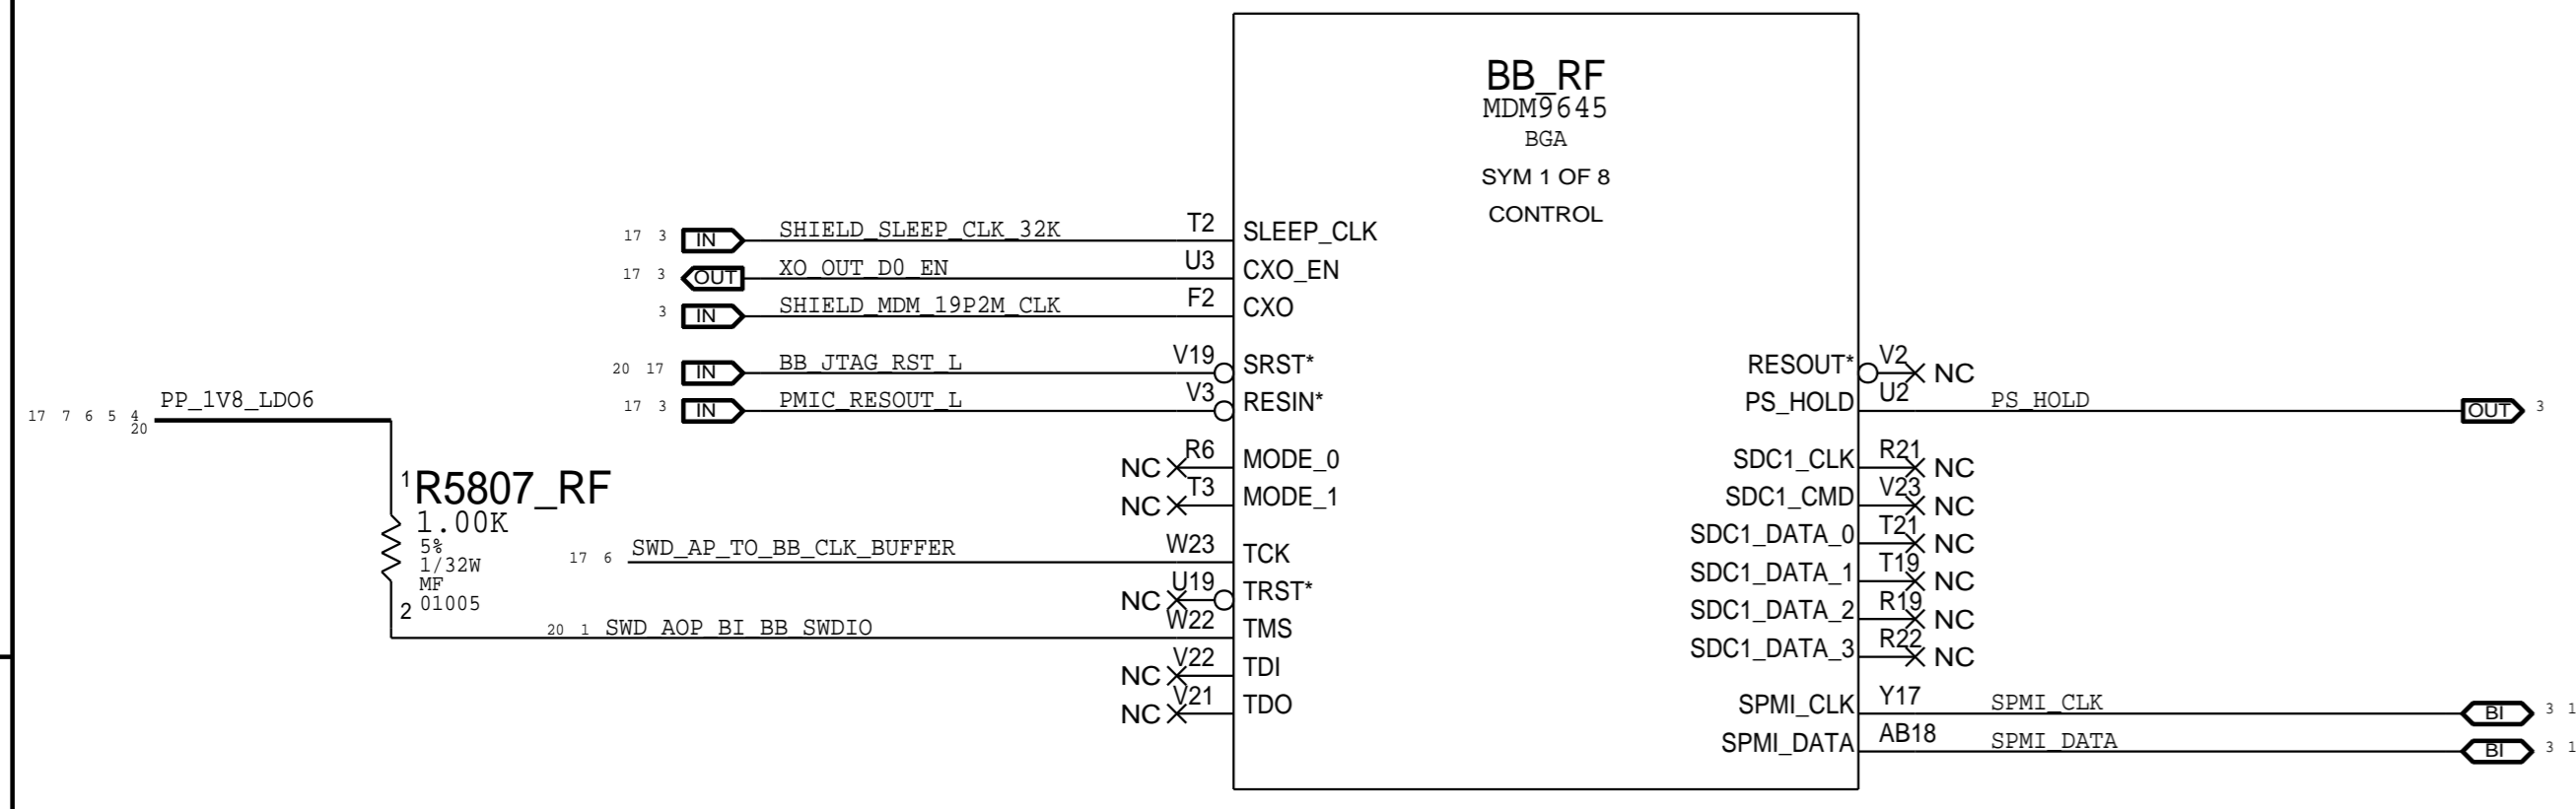 BB_RF
MDM9645
BGA
SYM 1 OF 8
CONTROL
17 3 IN SHIELD_SLEEP_CLK_32K T2 SLEEP_CLK
17 3 OUT XO_OUT_D0_EN U3 CXO_EN
3 IN SHIELD_MDM_19P2M_CLK F2 CXO
20 17 IN BB_JTAG_RST_L V19 SRST* RESOUT* V2 NC
17 3 IN PMIC_RESOUT_L V3 RESIN* PS_HOLD U2 PS_HOLD OUT 3
17 7 6 5 4 PP_1V8_LDO6
20
NC R6 MODE_0 SDC1_CLK R21 NC
1 R5807_RF
NC T3 MODE_1 SDC1_CMD V23 NC
1.00K
5%
1/32W
MF
2 01005
SDC1_DATA_0 T21 NC
17 6 SWD_AP_TO_BB_CLK_BUFFER W23 TCK
SDC1_DATA_1 T19 NC
NC U19 TRST*
SDC1_DATA_2 R19 NC
20 1 SWD_AOP_BI_BB_SWDIO W22 TMS
SDC1_DATA_3 R22 NC
NC V22 TDI
NC V21 TDO SPMI_CLK Y17 SPMI_CLK BI 3 1
SPMI_DATA AB18 SPMI_DATA BI 3 1